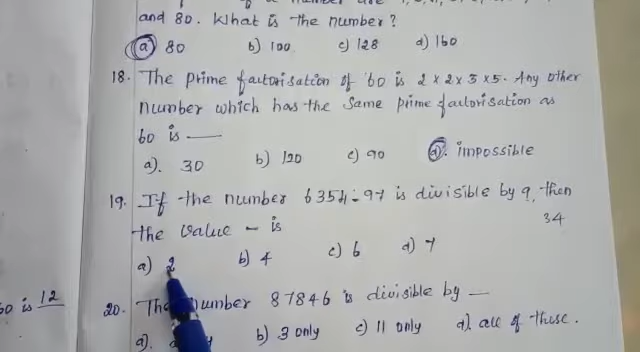 and 80. What is the number?
a) 80 b) 100 c) 128 d) 160
18. The prime factorisation of 60 is 2 x 2 x 3 x 5. Any other
number which has the same prime factorisation as
60 is —
a). 30 b) 120 c) 90 d). impossible
19. If the number 6354-97 is divisible by 9, then
the value - is 34
a) 2 b) 4 c) 6 d) 7
60 is 12
20. The number 87846 is divisible by —
a). b) 3 only c) 11 only d) all of these.